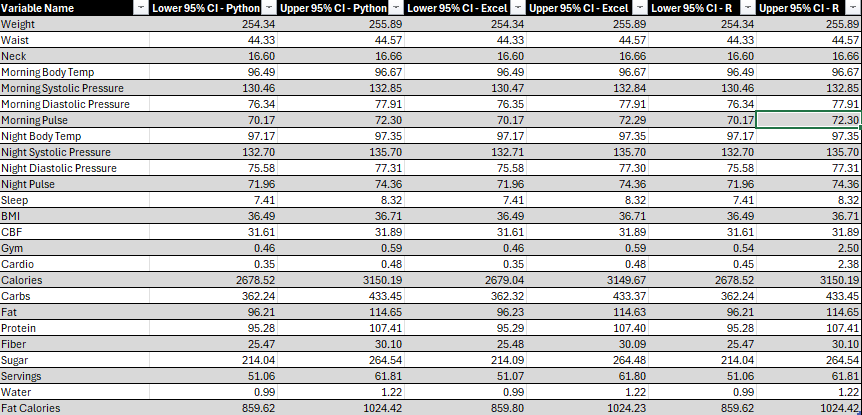 Variable Name Lower 95% CI - Python Upper 95% CI - Python Lower 95% CI - Excel Upper 95% CI - Excel Lower 95% CI - R Upper 95% CI - R
Weight 254.34 255.89 254.34 255.89 254.34 255.89
Waist 44.33 44.57 44.33 44.57 44.33 44.57
Neck 16.60 16.66 16.60 16.66 16.60 16.66
Morning Body Temp 96.49 96.67 96.49 96.67 96.49 96.67
Morning Systolic Pressure 130.46 132.85 130.47 132.84 130.46 132.85
Morning Diastolic Pressure 76.34 77.91 76.35 77.91 76.34 77.91
Morning Pulse 70.17 72.30 70.17 72.29 70.17 72.30
Night Body Temp 97.17 97.35 97.17 97.35 97.17 97.35
Night Systolic Pressure 132.70 135.70 132.71 135.70 132.70 135.70
Night Diastolic Pressure 75.58 77.31 75.58 77.31 75.58 77.31
Night Pulse 71.96 74.36 71.96 74.36 71.96 74.36
Sleep 7.41 8.32 7.41 8.32 7.41 8.32
BMI 36.49 36.71 36.49 36.71 36.49 36.71
CBF 31.61 31.89 31.61 31.89 31.61 31.89
Gym 0.46 0.59 0.46 0.59 0.54 2.50
Cardio 0.35 0.48 0.35 0.48 0.45 2.38
Calories 2678.52 3150.19 2679.04 3149.67 2678.52 3150.19
Carbs 362.24 433.45 362.32 433.37 362.24 433.45
Fat 96.21 114.65 96.23 114.63 96.21 114.65
Protein 95.28 107.41 95.29 107.40 95.28 107.41
Fiber 25.47 30.10 25.48 30.09 25.47 30.10
Sugar 214.04 264.54 214.09 264.48 214.04 264.54
Servings 51.06 61.81 51.07 61.80 51.06 61.81
Water 0.99 1.22 0.99 1.22 0.99 1.22
Fat Calories 859.62 1024.42 859.80 1024.23 859.62 1024.42